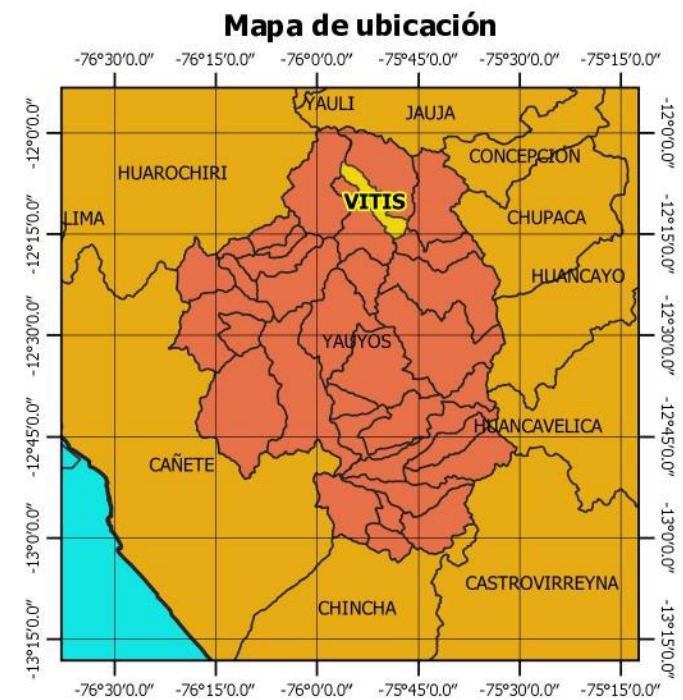 Mapa de ubicación
-76°30'0.0" -76°15'0.0" -76°0'0.0" -75°45'0.0" -75°30'0.0" -75°15'0.0"
-12°0'0.0" -12°0'0.0"
YAULI
JAUJA
CONCEPCION
HUAROCHIRI
VITIS
LIMA
CHUPACA
-12°15'0.0" -12°15'0.0"
HUANCAYO
-12°30'0.0" -12°30'0.0"
YAUYOS
HUANCAVELICA
-12°45'0.0" -12°45'0.0"
CAÑETE
-13°0'0.0" -13°0'0.0"
CASTROVIRREYNA
CHINCHA
-13°15'0.0" -13°15'0.0"
-76°30'0.0" -76°15'0.0" -76°0'0.0" -75°45'0.0" -75°30'0.0" -75°15'0.0"